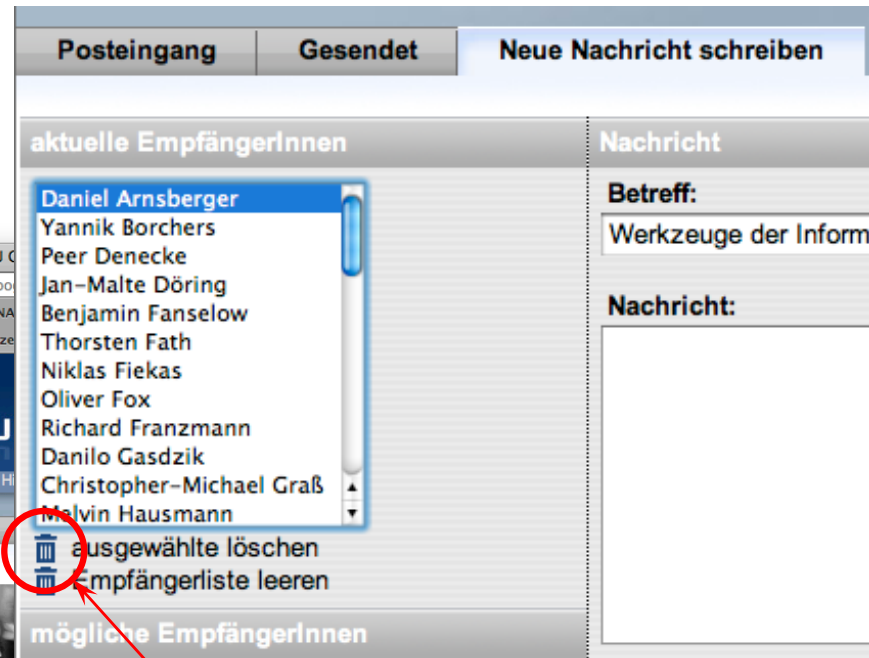 Posteingang Gesendet Neue Nachricht schreiben
aktuelle EmpfängerInnen
Daniel Arnsberger
Yannik Borchers
Peer Denecke
Jan-Malte Döring
Benjamin Fanselow
Thorsten Fath
Niklas Fiekas
Oliver Fox
Richard Franzmann
Danilo Gasdzik
Christopher-Michael Graß
Melvin Hausmann
ausgewählte löschen
Empfängerliste leeren
mögliche EmpfängerInnen
Nachricht
Betreff:
Werkzeuge der Inform
Nachricht: